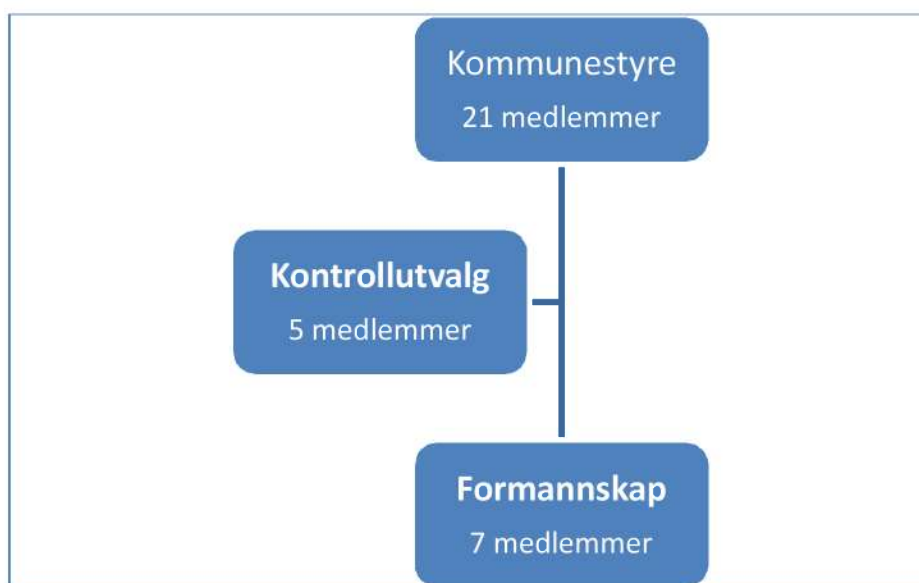 Kommunestyre
21 medlemmer
Kontrollutvalg
5 medlemmer
Formannskap
7 medlemmer